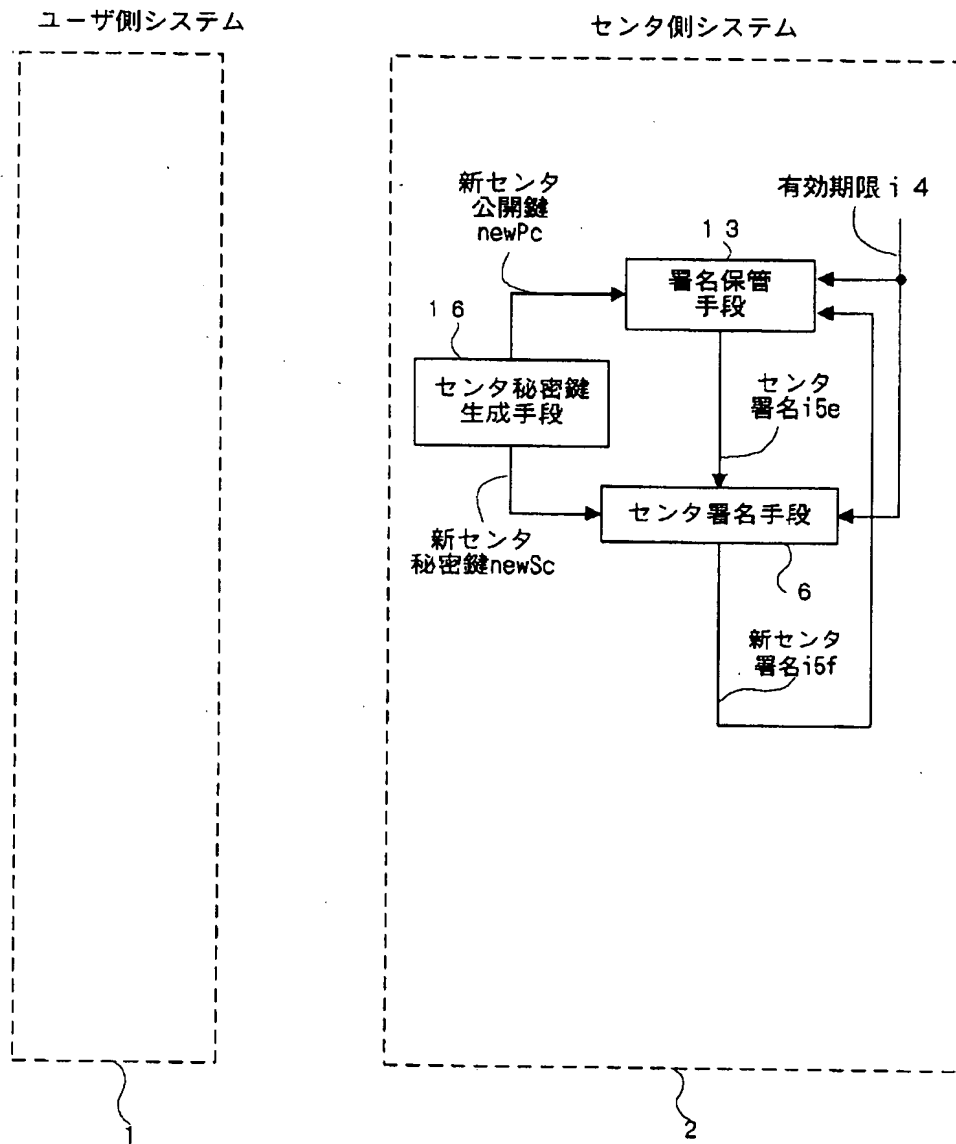 ユーザ側システム
センタ側システム
有効期限i4
新センタ
公開鍵
newPc
13
署名保管
手段
16
センタ秘密鍵
生成手段
センタ
署名i5e
センタ署名手段
新センタ
秘密鍵newSc
6
新センタ
署名i5f
1
2